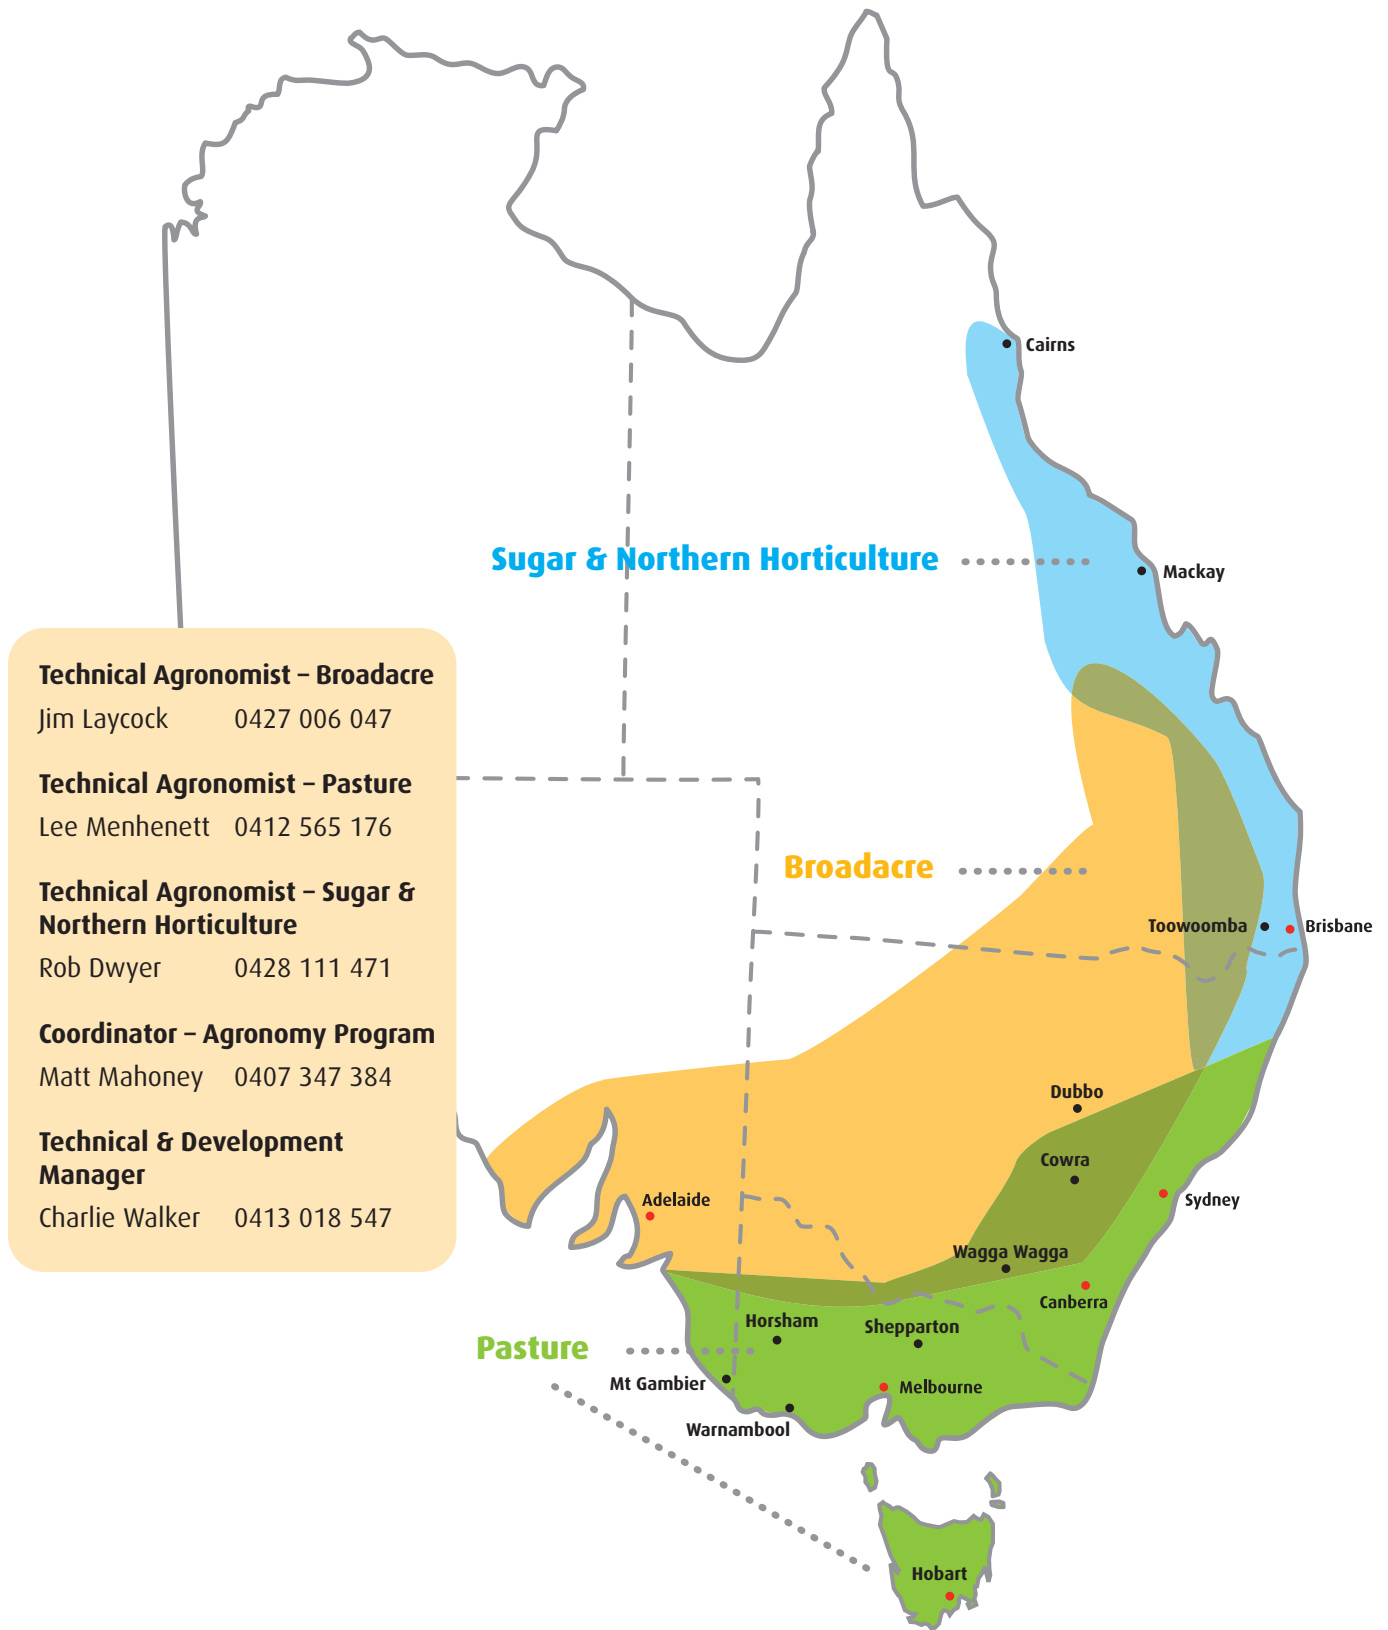 Cairns
Sugar & Northern Horticulture
Mackay
Technical Agronomist – Broadacre
Jim Laycock 0427 006 047
Technical Agronomist – Pasture
Lee Menhenett 0412 565 176
Technical Agronomist – Sugar &
Northern Horticulture
Rob Dwyer 0428 111 471
Coordinator – Agronomy Program
Matt Mahoney 0407 347 384
Technical & Development
Manager
Charlie Walker 0413 018 547
Broadacre
Toowoomba
Brisbane
Dubbo
Cowra
Adelaide
Sydney
Wagga Wagga
Canberra
Horsham
Shepparton
Pasture
Mt Gambier
Melbourne
Warnambool
Hobart